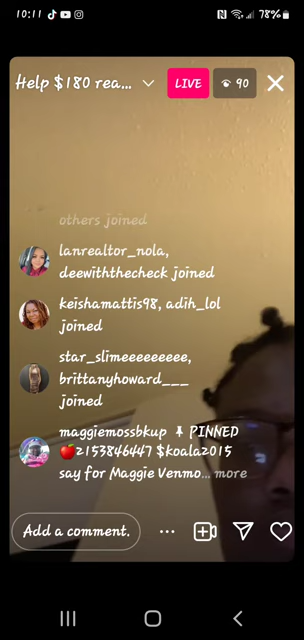 10:11
78%
Help $180 rea...
LIVE
90
others joined
lanrealtor_nola,
deewiththecheck joined
keishamattis98, adih_lol
joined
star_slimeeeeeeeee,
brittanyhoward___
joined
maggiemossbkup PINNED
🍎2153846447 $koala2015
say for Maggie Venmo... more
Add a comment.